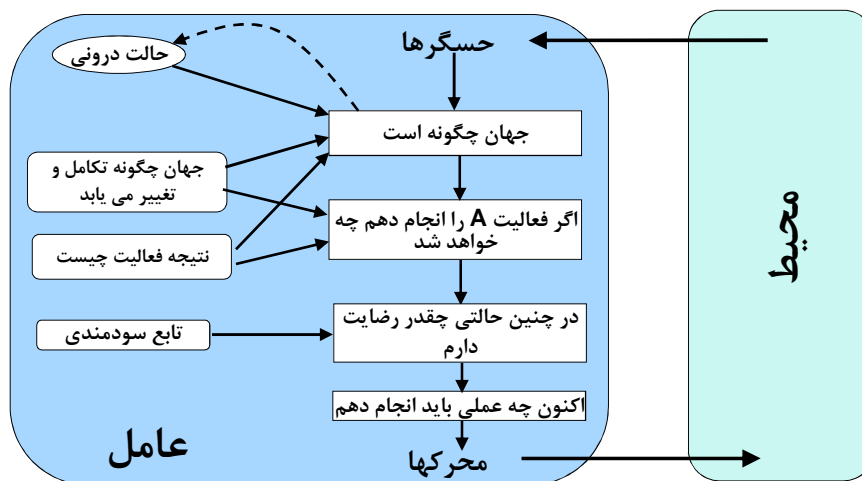 حسگرها
حالت درونی
جهان چگونه است
جهان چگونه تکامل و
تغییر می یابد
اگر فعالیت A را انجام دهم چه
خواهد شد
نتیجه فعالیت چیست
در چنین حالتی چقدر رضایت
دارم
تابع سودمندی
اکنون چه عملی باید انجام دهم
محرکها
عامل
محیط